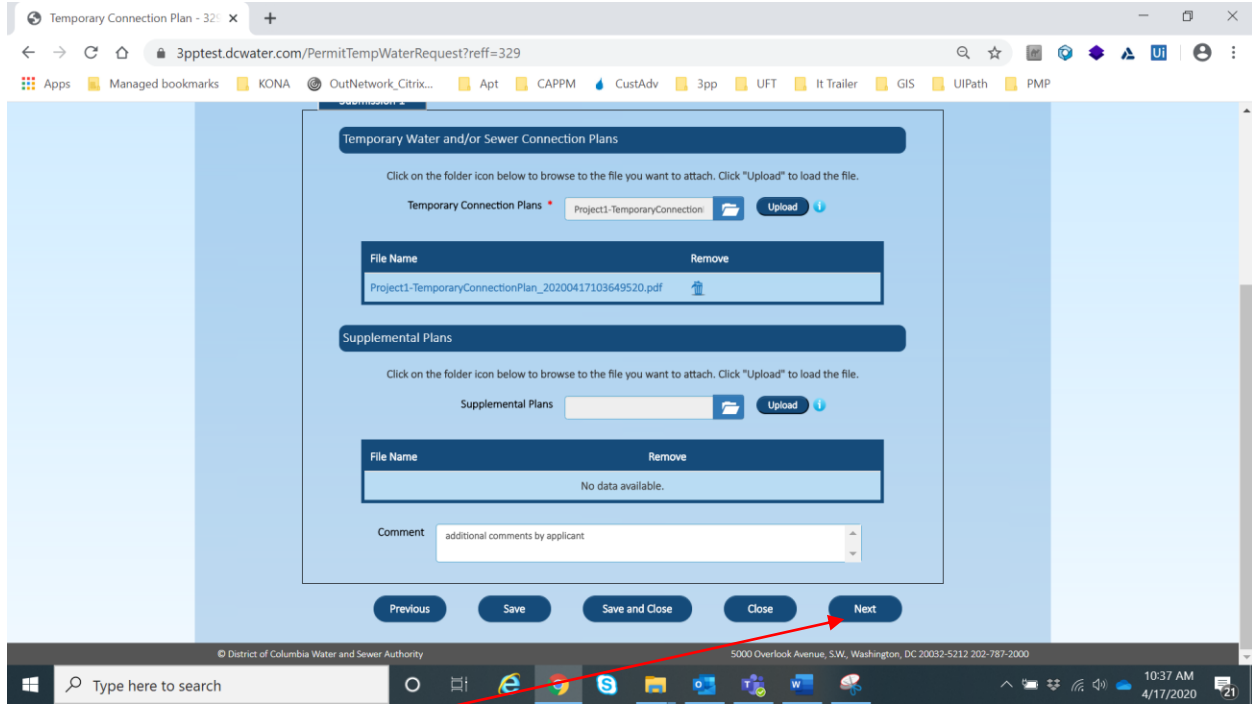 Temporary Connection Plan - 329
3pptest.dcwater.com/PermitTempWaterRequest?reff=329
Apps Managed bookmarks KONA OutNetwork_Citrix... Apt CAPPM CustAdv 3pp UFT It Trailer GIS UIPath PMP
Submission 1
Temporary Water and/or Sewer Connection Plans
Click on the folder icon below to browse to the file you want to attach. Click "Upload" to load the file.
Temporary Connection Plans * Project1-TemporaryConnection Upload
File Name Remove
Project1-TemporaryConnectionPlan_20200417103649520.pdf
Supplemental Plans
Click on the folder icon below to browse to the file you want to attach. Click "Upload" to load the file.
Supplemental Plans Upload
File Name Remove
No data available.
Comment additional comments by applicant
Previous Save Save and Close Close Next
© District of Columbia Water and Sewer Authority 5000 Overlook Avenue, S.W., Washington, DC 20032-5212 202-787-2000
Type here to search 10:37 AM
4/17/2020 21